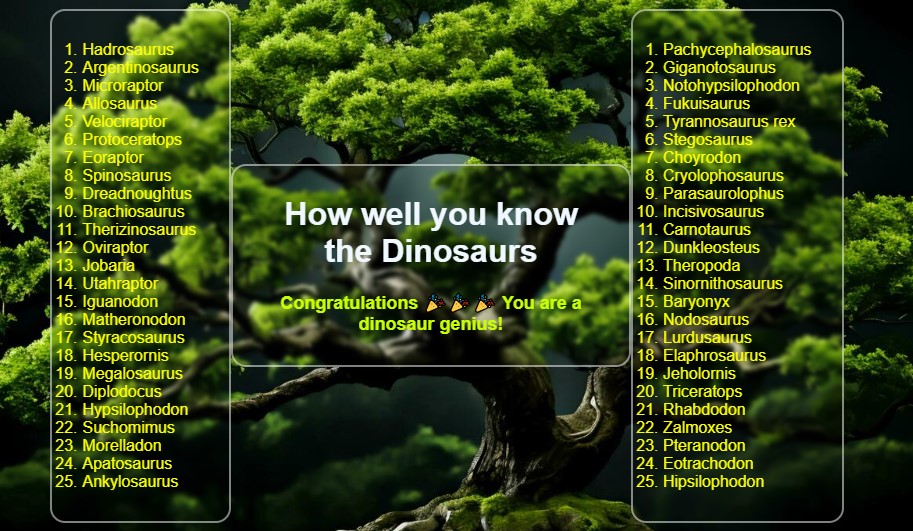 1. Hadrosaurus
2. Argentinosaurus
3. Microraptor
4. Allosaurus
5. Velociraptor
6. Protoceratops
7. Eoraptor
8. Spinosaurus
9. Dreadnoughtus
10. Brachiosaurus
11. Therizinosaurus
12. Oviraptor
13. Jobaria
14. Utahraptor
15. Iguanodon
16. Matheronodon
17. Styracosaurus
18. Hesperornis
19. Megalosaurus
20. Diplodocus
21. Hypsilophodon
22. Suchomimus
23. Morelladon
24. Apatosaurus
25. Ankylosaurus
How well you know
the Dinosaurs
Congratulations 🎉 🎉 🎉 You are a
dinosaur genius!
1. Pachycephalosaurus
2. Giganotosaurus
3. Notohypsilophodon
4. Fukuisaurus
5. Tyrannosaurus rex
6. Stegosaurus
7. Choyrodon
8. Cryolophosaurus
9. Parasaurolophus
10. Incisivosaurus
11. Carnotaurus
12. Dunkleosteus
13. Theropoda
14. Sinornithosaurus
15. Baryonyx
16. Nodosaurus
17. Lurdusaurus
18. Elaphrosaurus
19. Jeholornis
20. Triceratops
21. Rhabdodon
22. Zalmoxes
23. Pteranodon
24. Eotrachodon
25. Hipsilophodon